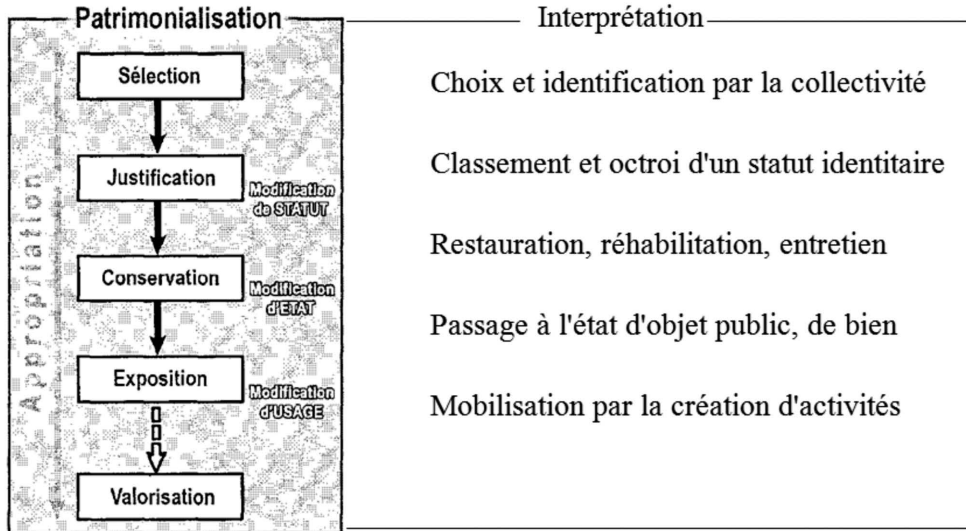 Patrimonialisation
Interprétation
Appropriation
Sélection
Choix et identification par la collectivité
Justification
Modification
de STATUT
Classement et octroi d'un statut identitaire
Conservation
Modification
d'ETAT
Restauration, réhabilitation, entretien
Exposition
Modification
d'USAGE
Passage à l'état d'objet public, de bien
Valorisation
Mobilisation par la création d'activités